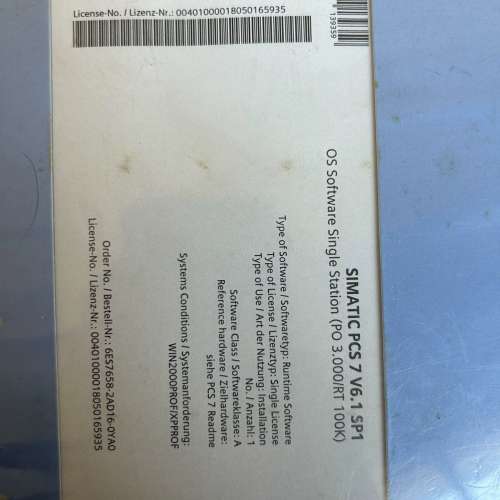 License-No. / Lizenz-Nr.: 00401000018050165935
139359
SIMATIC PCS 7 V6.1 SP1
OS Software Single Station (PO 3.000/RT 100K)
Type of Software / Softwaretyp: Runtime Software
Type of License / Lizenztyp: Single License
Type of Use / Art der Nutzung: Installation
No. / Anzahl: 1
Software Class / Softwareklasse: A
Reference hardware / Zielhardware:
siehe PCS 7 Readme
Systems Conditions / Systemanforderung:
WIN2000PROF/XPPROF
Order No. / Bestell-Nr.: 6ES7658-2AD16-0YA0
License-No. / Lizenz-Nr.: 00401000018050165935